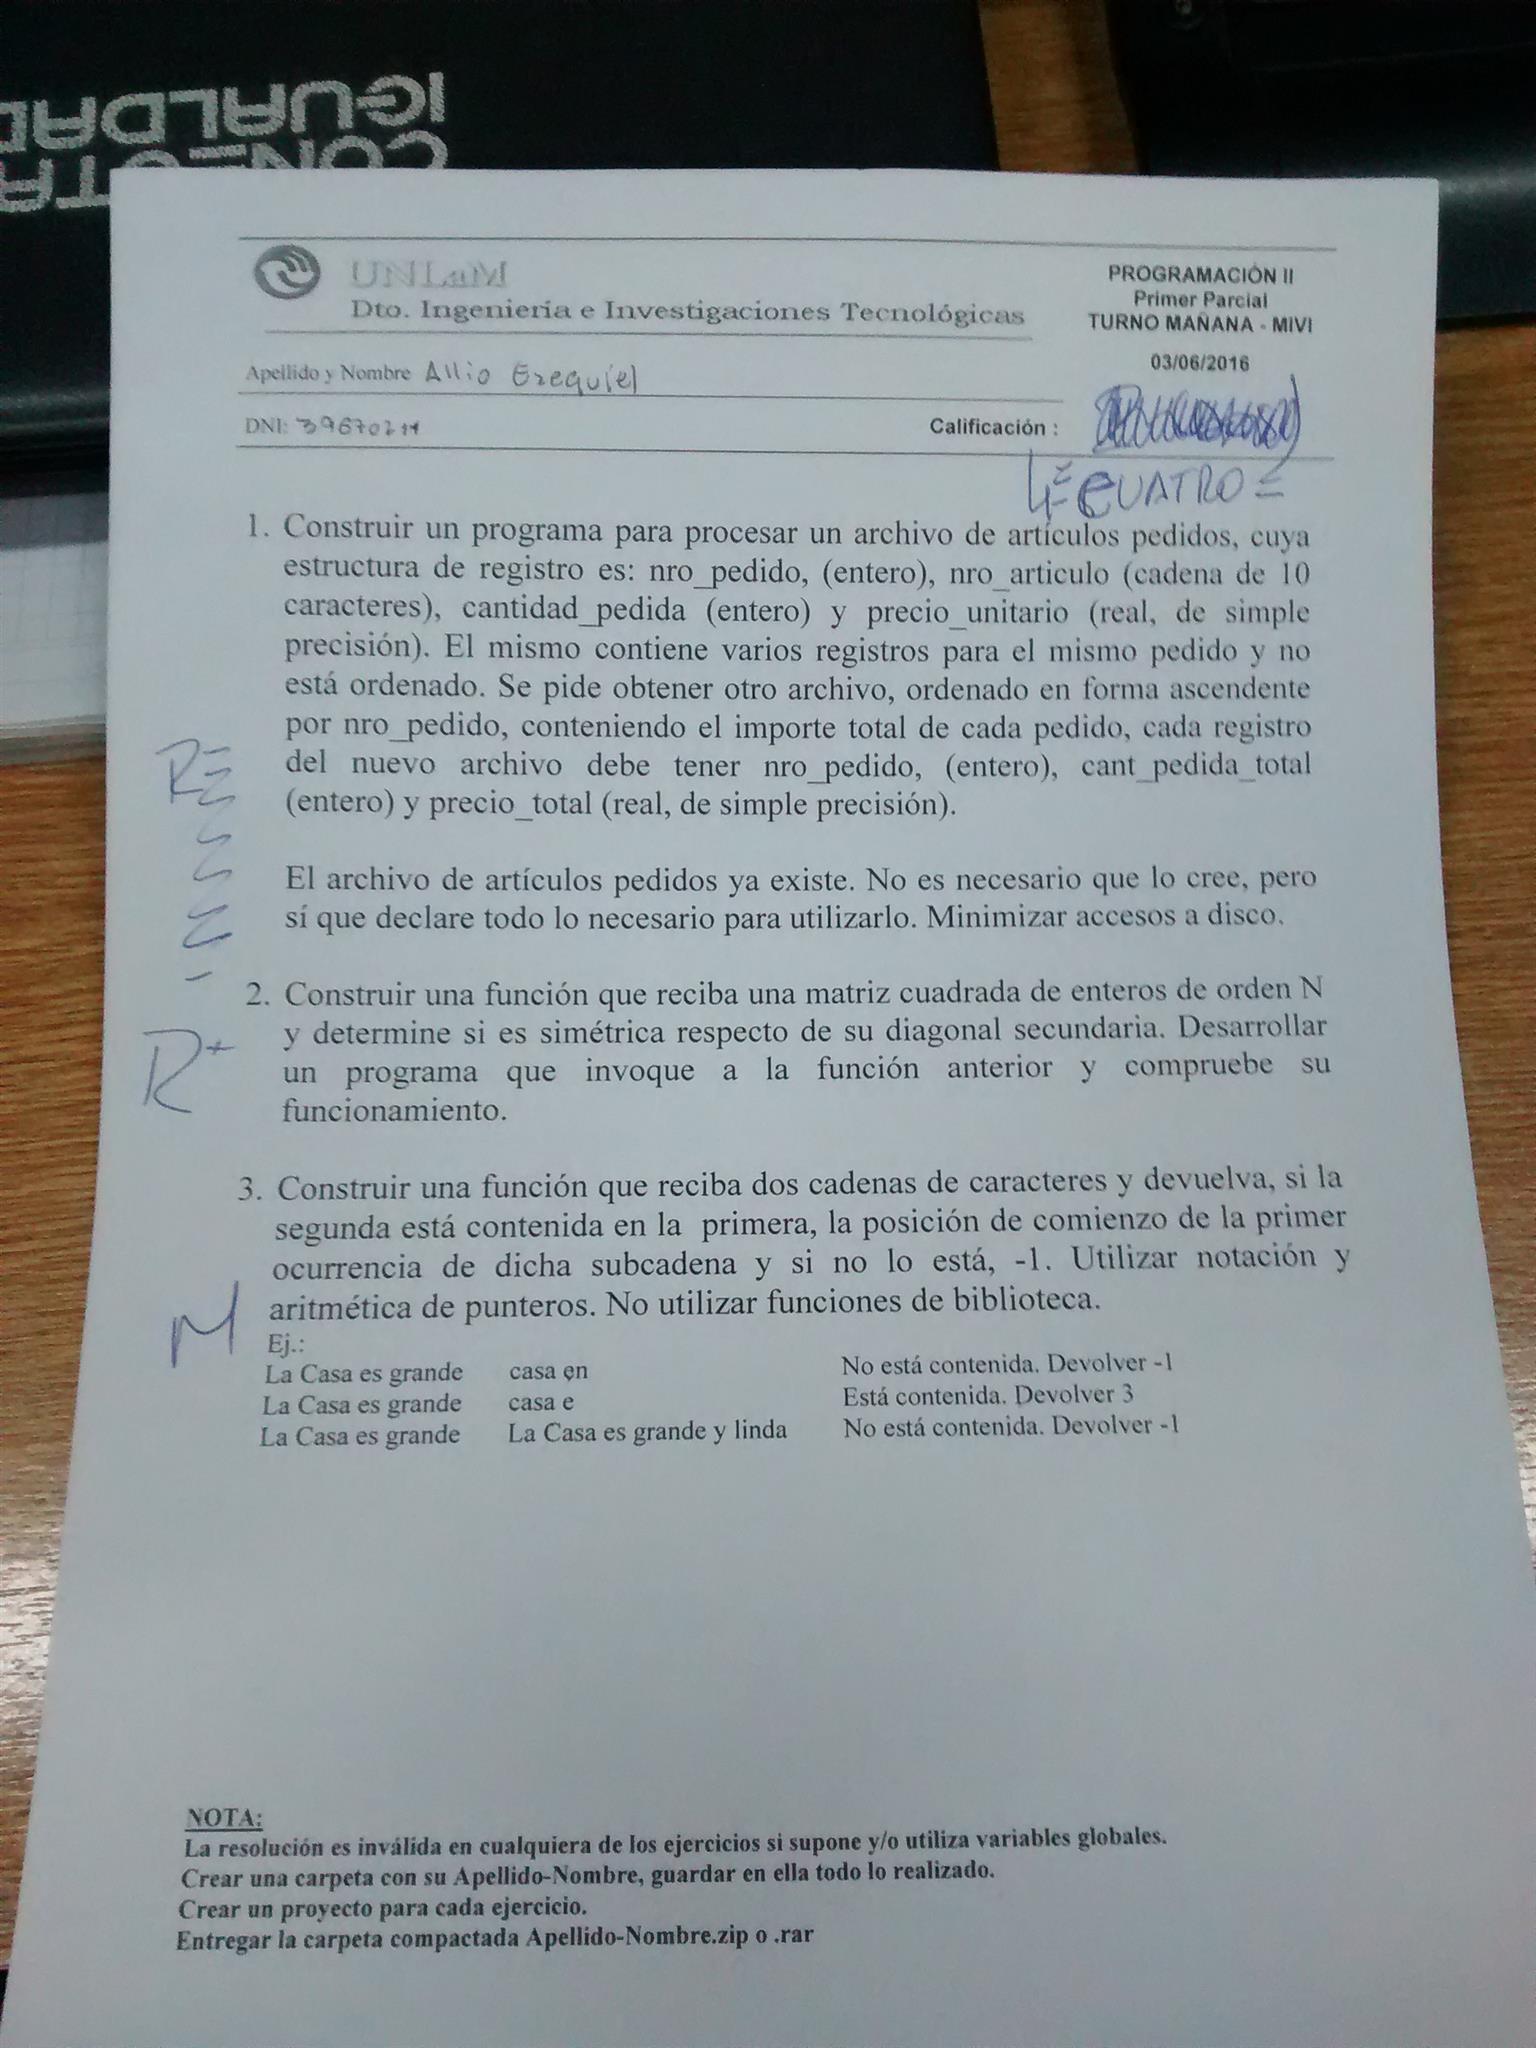 CONECTAR
IGUALDAD
UNLaM
Dto. Ingeniería e Investigaciones Tecnológicas
PROGRAMACIÓN II
Primer Parcial
TURNO MAÑANA - MIVI
03/06/2016
Apellido y Nombre Allio Ezequiel
DNI:
Calificación :
4 = CUATRO =
1. Construir un programa para procesar un archivo de artículos pedidos, cuya
estructura de registro es: nro_pedido, (entero), nro_articulo (cadena de 10
caracteres), cantidad_pedida (entero) y precio_unitario (real, de simple
precisión). El mismo contiene varios registros para el mismo pedido y no
está ordenado. Se pide obtener otro archivo, ordenado en forma ascendente
por nro_pedido, conteniendo el importe total de cada pedido, cada registro
del nuevo archivo debe tener nro_pedido, (entero), cant_pedida_total
(entero) y precio_total (real, de simple precisión).
El archivo de artículos pedidos ya existe. No es necesario que lo cree, pero
sí que declare todo lo necesario para utilizarlo. Minimizar accesos a disco.
R+
2. Construir una función que reciba una matriz cuadrada de enteros de orden N
y determine si es simétrica respecto de su diagonal secundaria. Desarrollar
un programa que invoque a la función anterior y compruebe su
funcionamiento.
3. Construir una función que reciba dos cadenas de caracteres y devuelva, si la
segunda está contenida en la primera, la posición de comienzo de la primer
ocurrencia de dicha subcadena y si no lo está, -1. Utilizar notación y
aritmética de punteros. No utilizar funciones de biblioteca.
M
Ej.:
La Casa es grande casa en No está contenida. Devolver -1
La Casa es grande casa e Está contenida. Devolver 3
La Casa es grande La Casa es grande y linda No está contenida. Devolver -1
NOTA:
La resolución es inválida en cualquiera de los ejercicios si supone y/o utiliza variables globales.
Crear una carpeta con su Apellido-Nombre, guardar en ella todo lo realizado.
Crear un proyecto para cada ejercicio.
Entregar la carpeta compactada Apellido-Nombre.zip o .rar